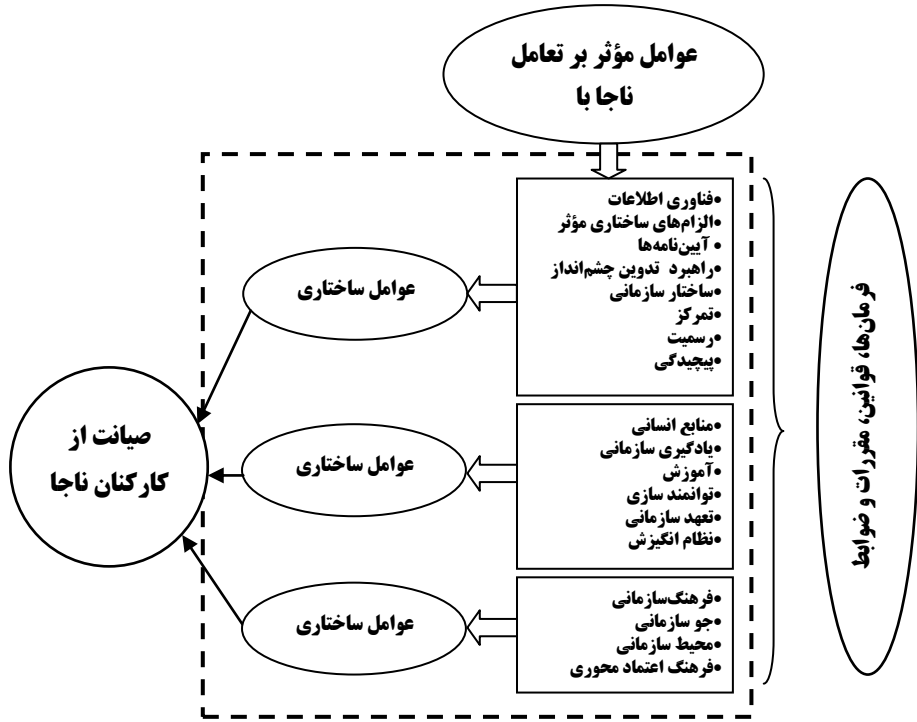 عوامل مؤثر بر تعامل
ناجا با
•فناوری اطلاعات
•الزام‌های ساختاری مؤثر
•آیین‌نامه‌ها
•راهبرد تدوین چشم‌انداز
•ساختار سازمانی
•تمرکز
•رسمیت
•پیچیدگی
عوامل ساختاری
•منابع انسانی
•یادگیری سازمانی
•آموزش
•توانمند سازی
•تعهد سازمانی
•نظام انگیزش
عوامل ساختاری
•فرهنگ‌سازمانی
•جو سازمانی
•محیط سازمانی
•فرهنگ اعتماد محوری
عوامل ساختاری
فرمان‌ها، قوانین، مقررات و ضوابط
صیانت از
کارکنان ناجا